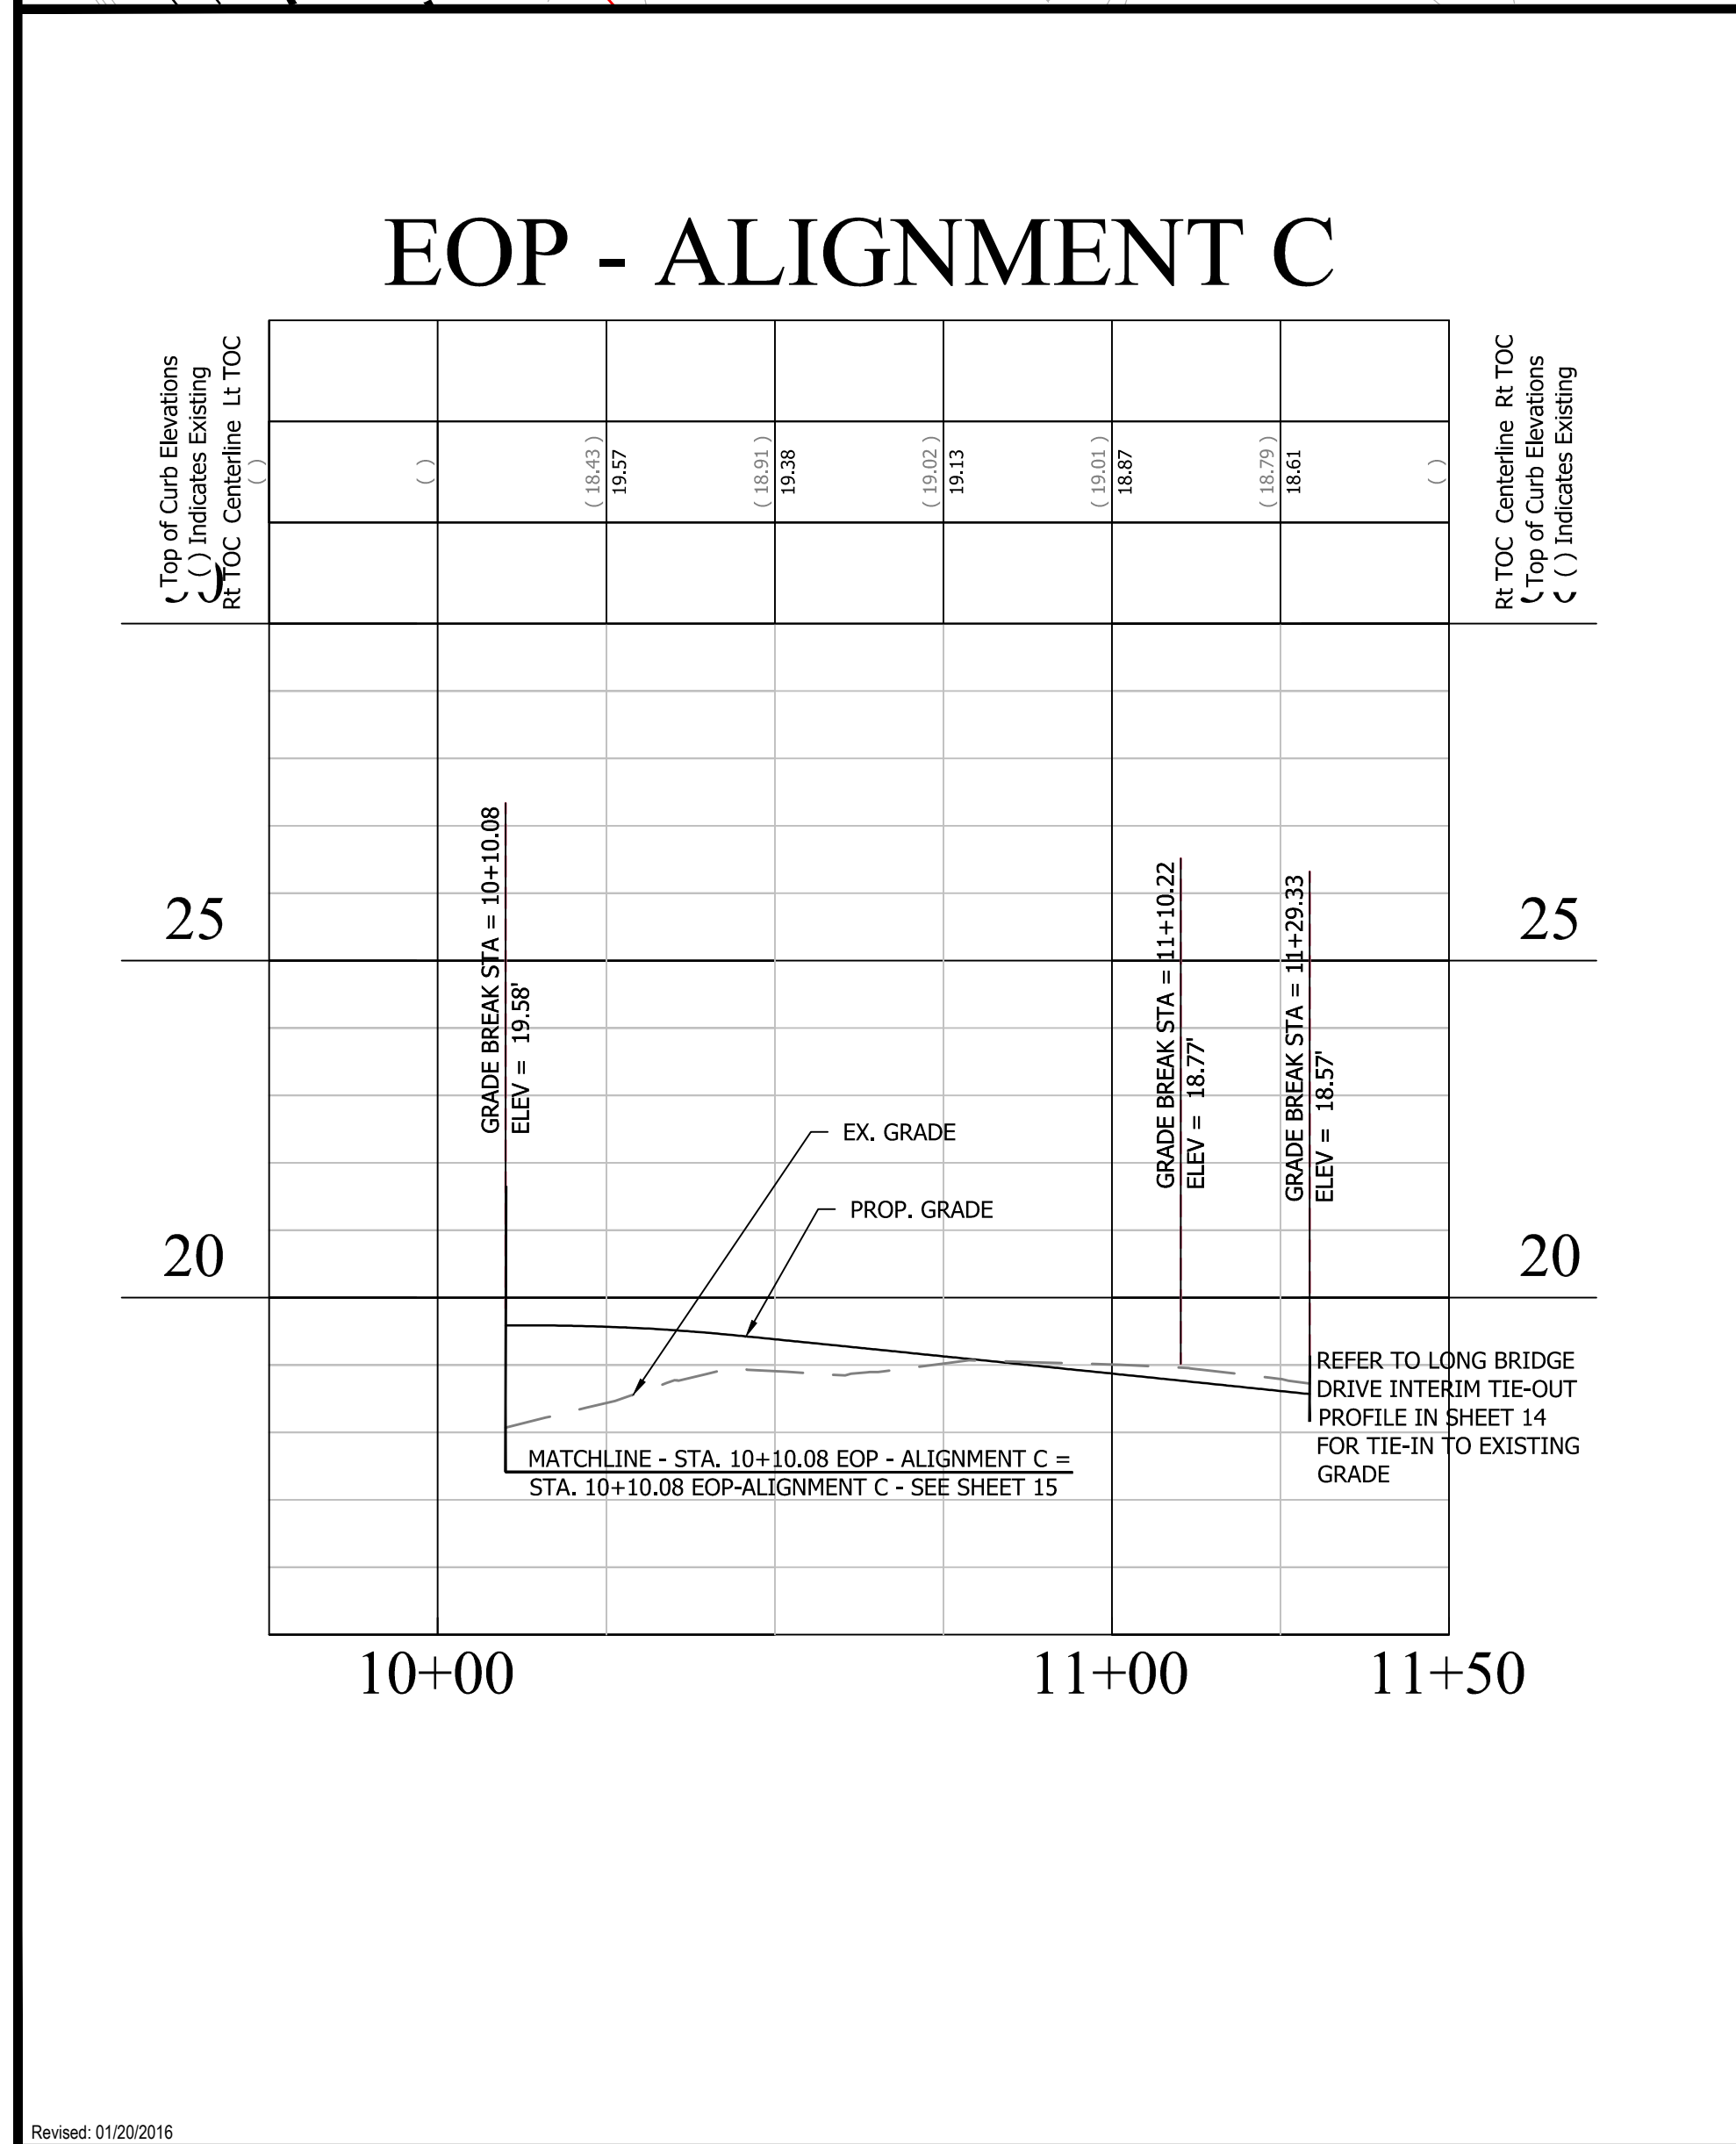 EOP - ALIGNMENT C
Top of Curb Elevations
( ) Indicates Existing
Rt TOC Centerline Lt TOC
( )
( )
( 18.43 )
19.57
( 18.91 )
19.38
( 19.02 )
19.13
( 19.01 )
18.87
( 18.79 )
18.61
( )
Rt TOC Centerline Rt TOC
Top of Curb Elevations
( ) Indicates Existing
25
25
GRADE BREAK STA = 10+10.08
ELEV = 19.58'
GRADE BREAK STA = 11+10.22
ELEV = 18.77'
GRADE BREAK STA = 11+29.33
ELEV = 18.57'
EX. GRADE
PROP. GRADE
20
20
REFER TO LONG BRIDGE
DRIVE INTERIM TIE-OUT
PROFILE IN SHEET 14
FOR TIE-IN TO EXISTING
GRADE
MATCHLINE - STA. 10+10.08 EOP - ALIGNMENT C =
STA. 10+10.08 EOP-ALIGNMENT C - SEE SHEET 15
10+00
11+00
11+50
Revised: 01/20/2016